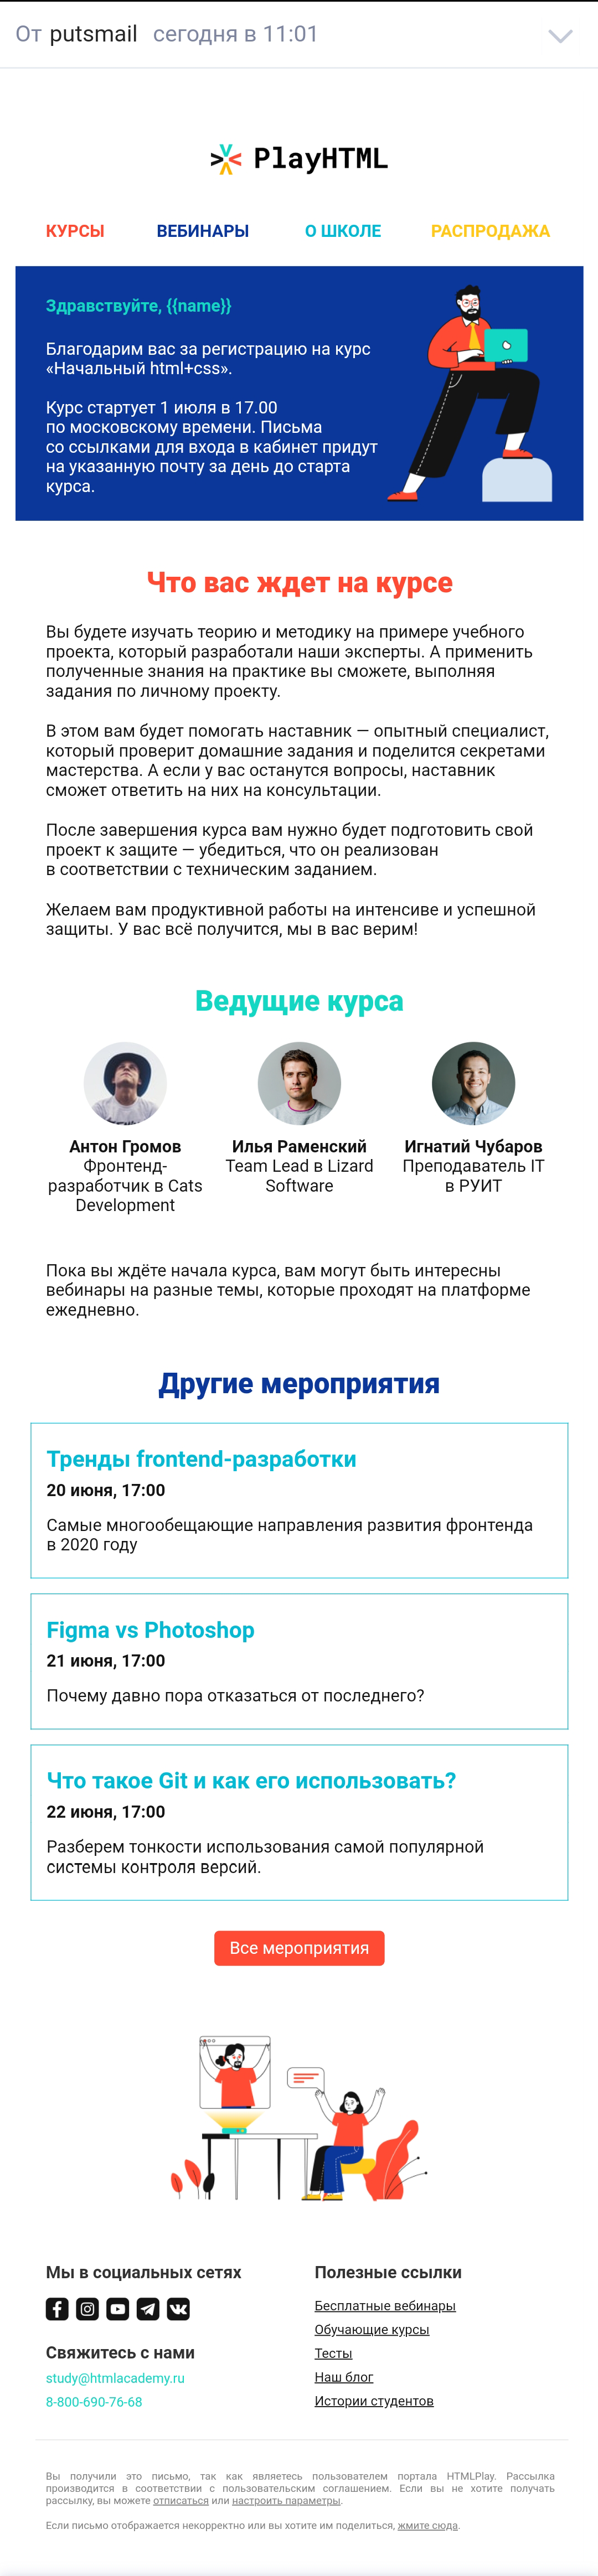 От putsmail сегодня в 11:01
PlayHTML
КУРСЫ ВЕБИНАРЫ О ШКОЛЕ РАСПРОДАЖА
Здравствуйте, {{name}}
Благодарим вас за регистрацию на курс
«Начальный html+css».
Курс стартует 1 июля в 17.00
по московскому времени. Письма
со ссылками для входа в кабинет придут
на указанную почту за день до старта
курса.
Что вас ждет на курсе
Вы будете изучать теорию и методику на примере учебного
проекта, который разработали наши эксперты. А применить
полученные знания на практике вы сможете, выполняя
задания по личному проекту.
В этом вам будет помогать наставник — опытный специалист,
который проверит домашние задания и поделится секретами
мастерства. А если у вас останутся вопросы, наставник
сможет ответить на них на консультации.
После завершения курса вам нужно будет подготовить свой
проект к защите — убедиться, что он реализован
в соответствии с техническим заданием.
Желаем вам продуктивной работы на интенсиве и успешной
защиты. У вас всё получится, мы в вас верим!
Ведущие курса
Антон Громов
Фронтенд-
разработчик в Cats
Development
Илья Раменский
Team Lead в Lizard
Software
Игнатий Чубаров
Преподаватель IT
в РУИТ
Пока вы ждёте начала курса, вам могут быть интересны
вебинары на разные темы, которые проходят на платформе
ежедневно.
Другие мероприятия
Тренды frontend-разработки
20 июня, 17:00
Самые многообещающие направления развития фронтенда
в 2020 году
Figma vs Photoshop
21 июня, 17:00
Почему давно пора отказаться от последнего?
Что такое Git и как его использовать?
22 июня, 17:00
Разберем тонкости использования самой популярной
системы контроля версий.
Все мероприятия
Мы в социальных сетях
Свяжитесь с нами
study@htmlacademy.ru
8-800-690-76-68
Полезные ссылки
Бесплатные вебинары
Обучающие курсы
Тесты
Наш блог
Истории студентов
Вы получили это письмо, так как являетесь пользователем портала HTMLPlay. Рассылка
производится в соответствии с пользовательским соглашением. Если вы не хотите получать
рассылку, вы можете отписаться или настроить параметры.
Если письмо отображается некорректно или вы хотите им поделиться, жмите сюда.